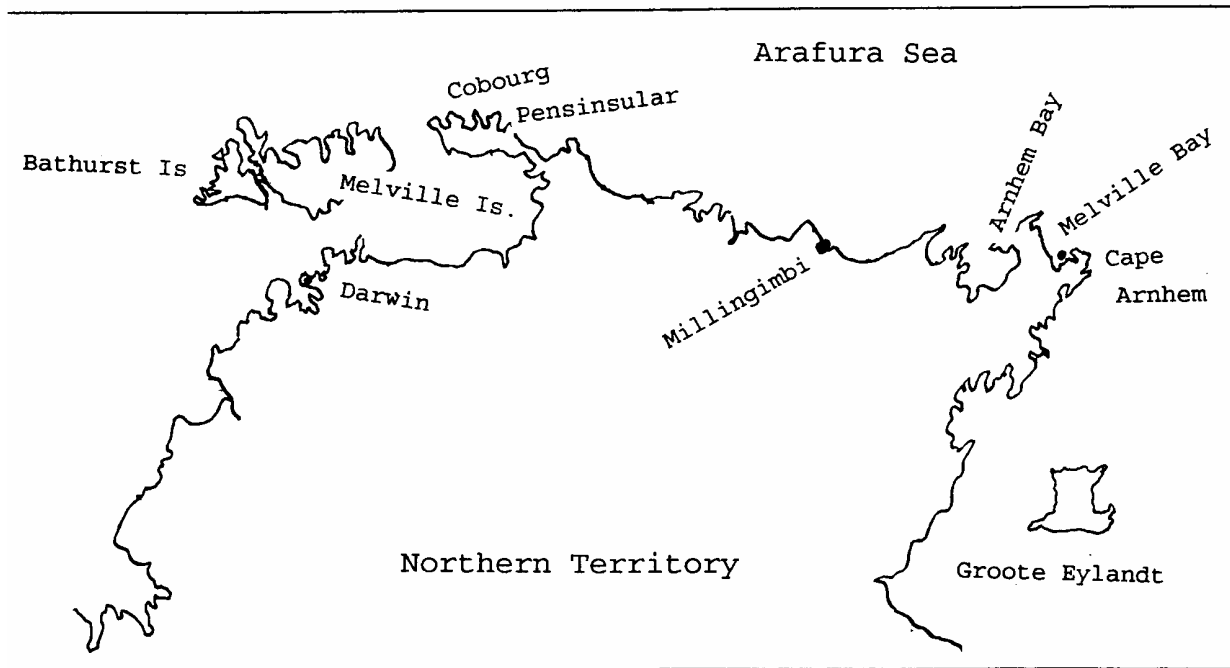 Arafura Sea
Cobourg
Pensinsular
Bathurst Is
Melville Is.
Arnhem Bay
Melville Bay
Cape
Arnhem
Darwin
Millingimbi
Northern Territory
Groote Eylandt